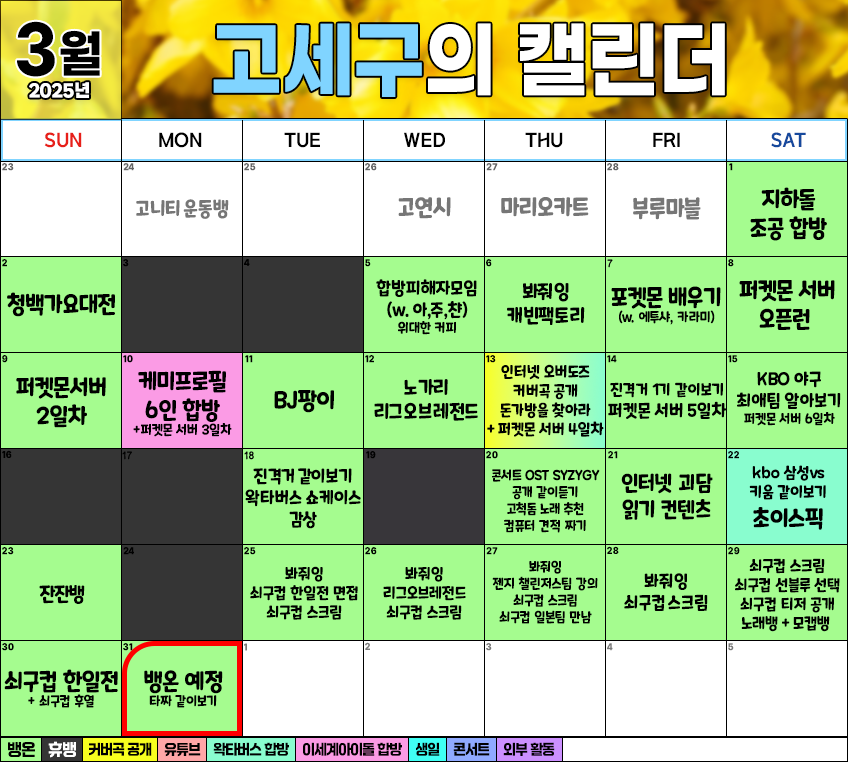 3월
2025년
고세구의 캘린더
SUN MON TUE WED THU FRI SAT
23
24
고니티 운동뱅
25
26
고연시
27
마리오카트
28
부루마블
1
지하돌
조공 합방
2
청백가요대전
3
4
5
합방피해자모임
(w. 아,주,챤)
위대한 커피
6
봐줘잉
캐빈팩토리
7
포켓몬 배우기
(w. 에투샤, 카라미)
8
퍼켓몬 서버
오픈런
9
퍼켓몬서버
2일차
10
케미프로필
6인 합방
+퍼켓몬 서버 3일차
11
BJ팡이
12
노가리
리그오브레전드
13
인터넷 오버도즈
커버곡 공개
돈가방을 찾아라
+ 퍼켓몬 서버 4일차
14
진격거 1기 같이보기
퍼켓몬 서버 5일차
15
KBO 야구
최애팀 알아보기
퍼켓몬 서버 6일차
16
17
18
진격거 같이보기
왁타버스 쇼케이스
감상
19
20
콘서트 OST SYZYGY
공개 같이듣기
고척돔 노래 추천
컴퓨터 견적 짜기
21
인터넷 괴담
읽기 컨텐츠
22
kbo 삼성vs
키움 같이보기
초이스픽
23
잔잔뱅
24
25
봐줘잉
쇠구컵 한일전 면접
쇠구컵 스크림
26
봐줘잉
리그오브레전드
쇠구컵 스크림
27
봐줘잉
젠지 챌린저스팀 강의
쇠구컵 스크림
쇠구컵 일본팀 만남
28
봐줘잉
쇠구컵스크림
29
쇠구컵 스크림
쇠구컵 선블루 선택
쇠구컵 티저 공개
노래뱅 + 모캡뱅
30
쇠구컵 한일전
+ 쇠구컵 후열
31
뱅온 예정
타짜 같이보기
1
2
3
4
5
뱅온 휴뱅 커버곡 공개 유튜브 왁타버스 합방 이세계아이돌 합방 생일 콘서트 외부 활동